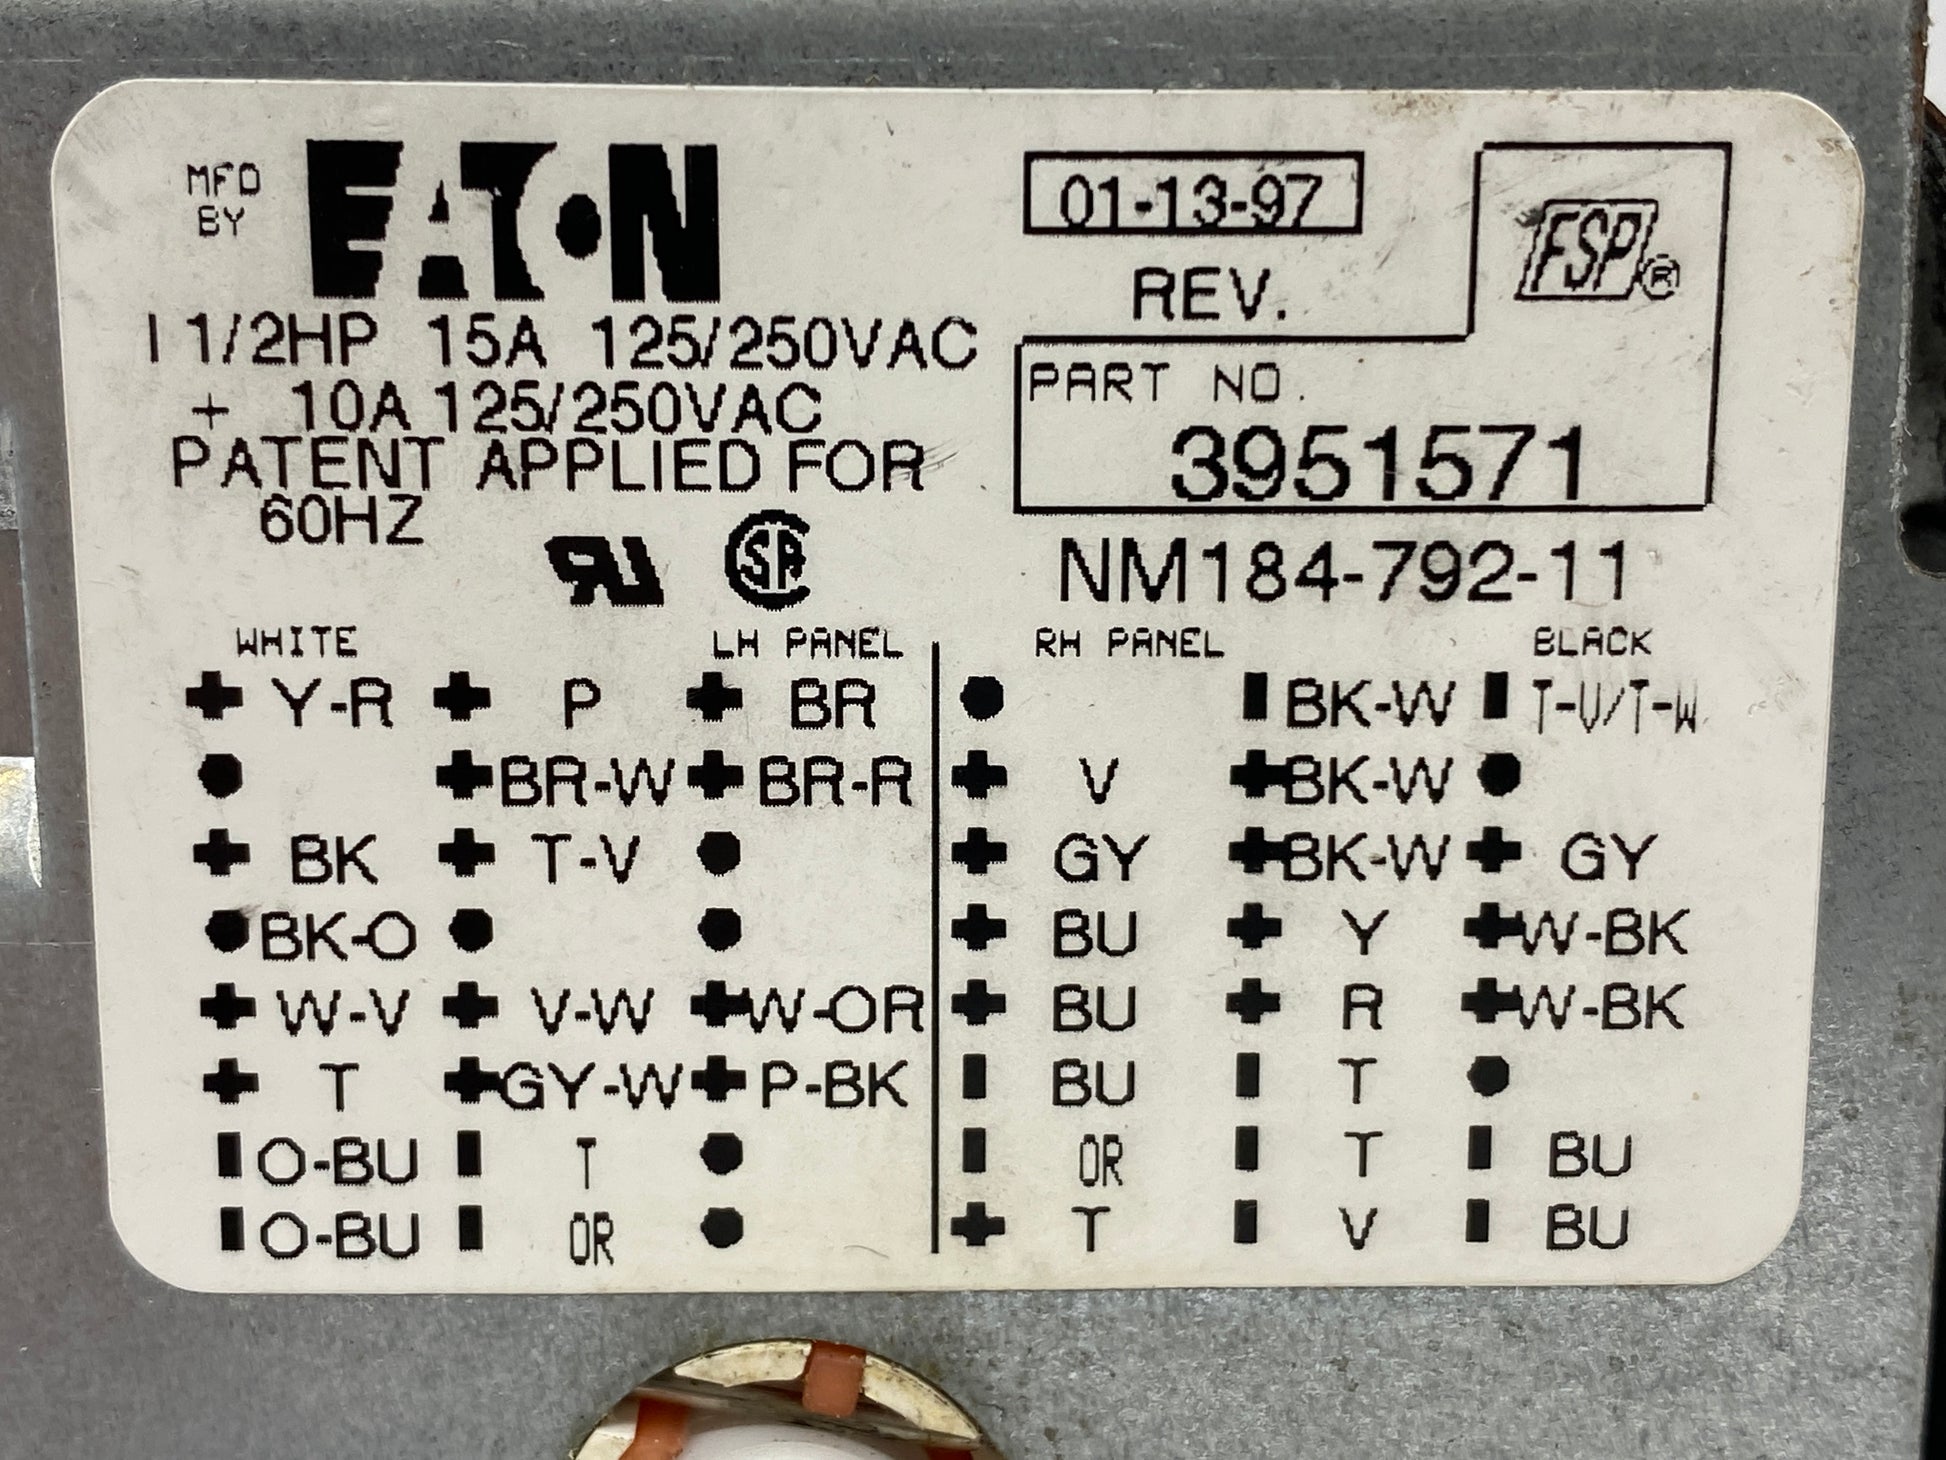 MFD
BY
EATON
1 1/2HP 15A 125/250VAC
+ 10A 125/250VAC
PATENT APPLIED FOR
60HZ
01-13-97
REV.
FSP®
PART NO.
3951571
NM184-792-11
WHITE LH PANEL RH PANEL BLACK
Y-R P BR BK-W T-V/T-W
BR-W BR-R V BK-W
BK T-V GY BK-W GY
BK-O BU Y W-BK
W-V V-W W-OR BU R W-BK
T GY-W P-BK BU T
O-BU T OR T BU
O-BU OR T V BU